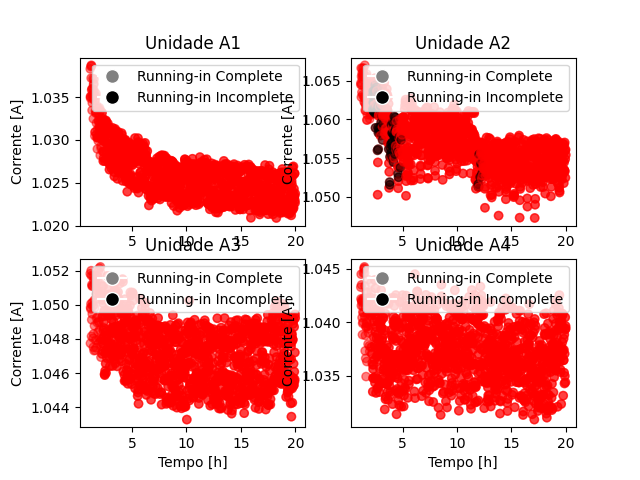 Unidade A1
Unidade A2
Running-in Complete
Running-in Incomplete
Running-in Complete
Running-in Incomplete
Corrente [A]
1.035
1.030
1.025
1.020
5
10
15
20
Corrente [A]
1.065
1.060
1.055
1.050
5
10
15
20
Unidade A3
Unidade A4
Running-in Complete
Running-in Incomplete
Running-in Complete
Running-in Incomplete
Corrente [A]
1.052
1.050
1.048
1.046
1.044
5
10
15
20
Tempo [h]
Corrente [A]
1.045
1.040
1.035
5
10
15
20
Tempo [h]